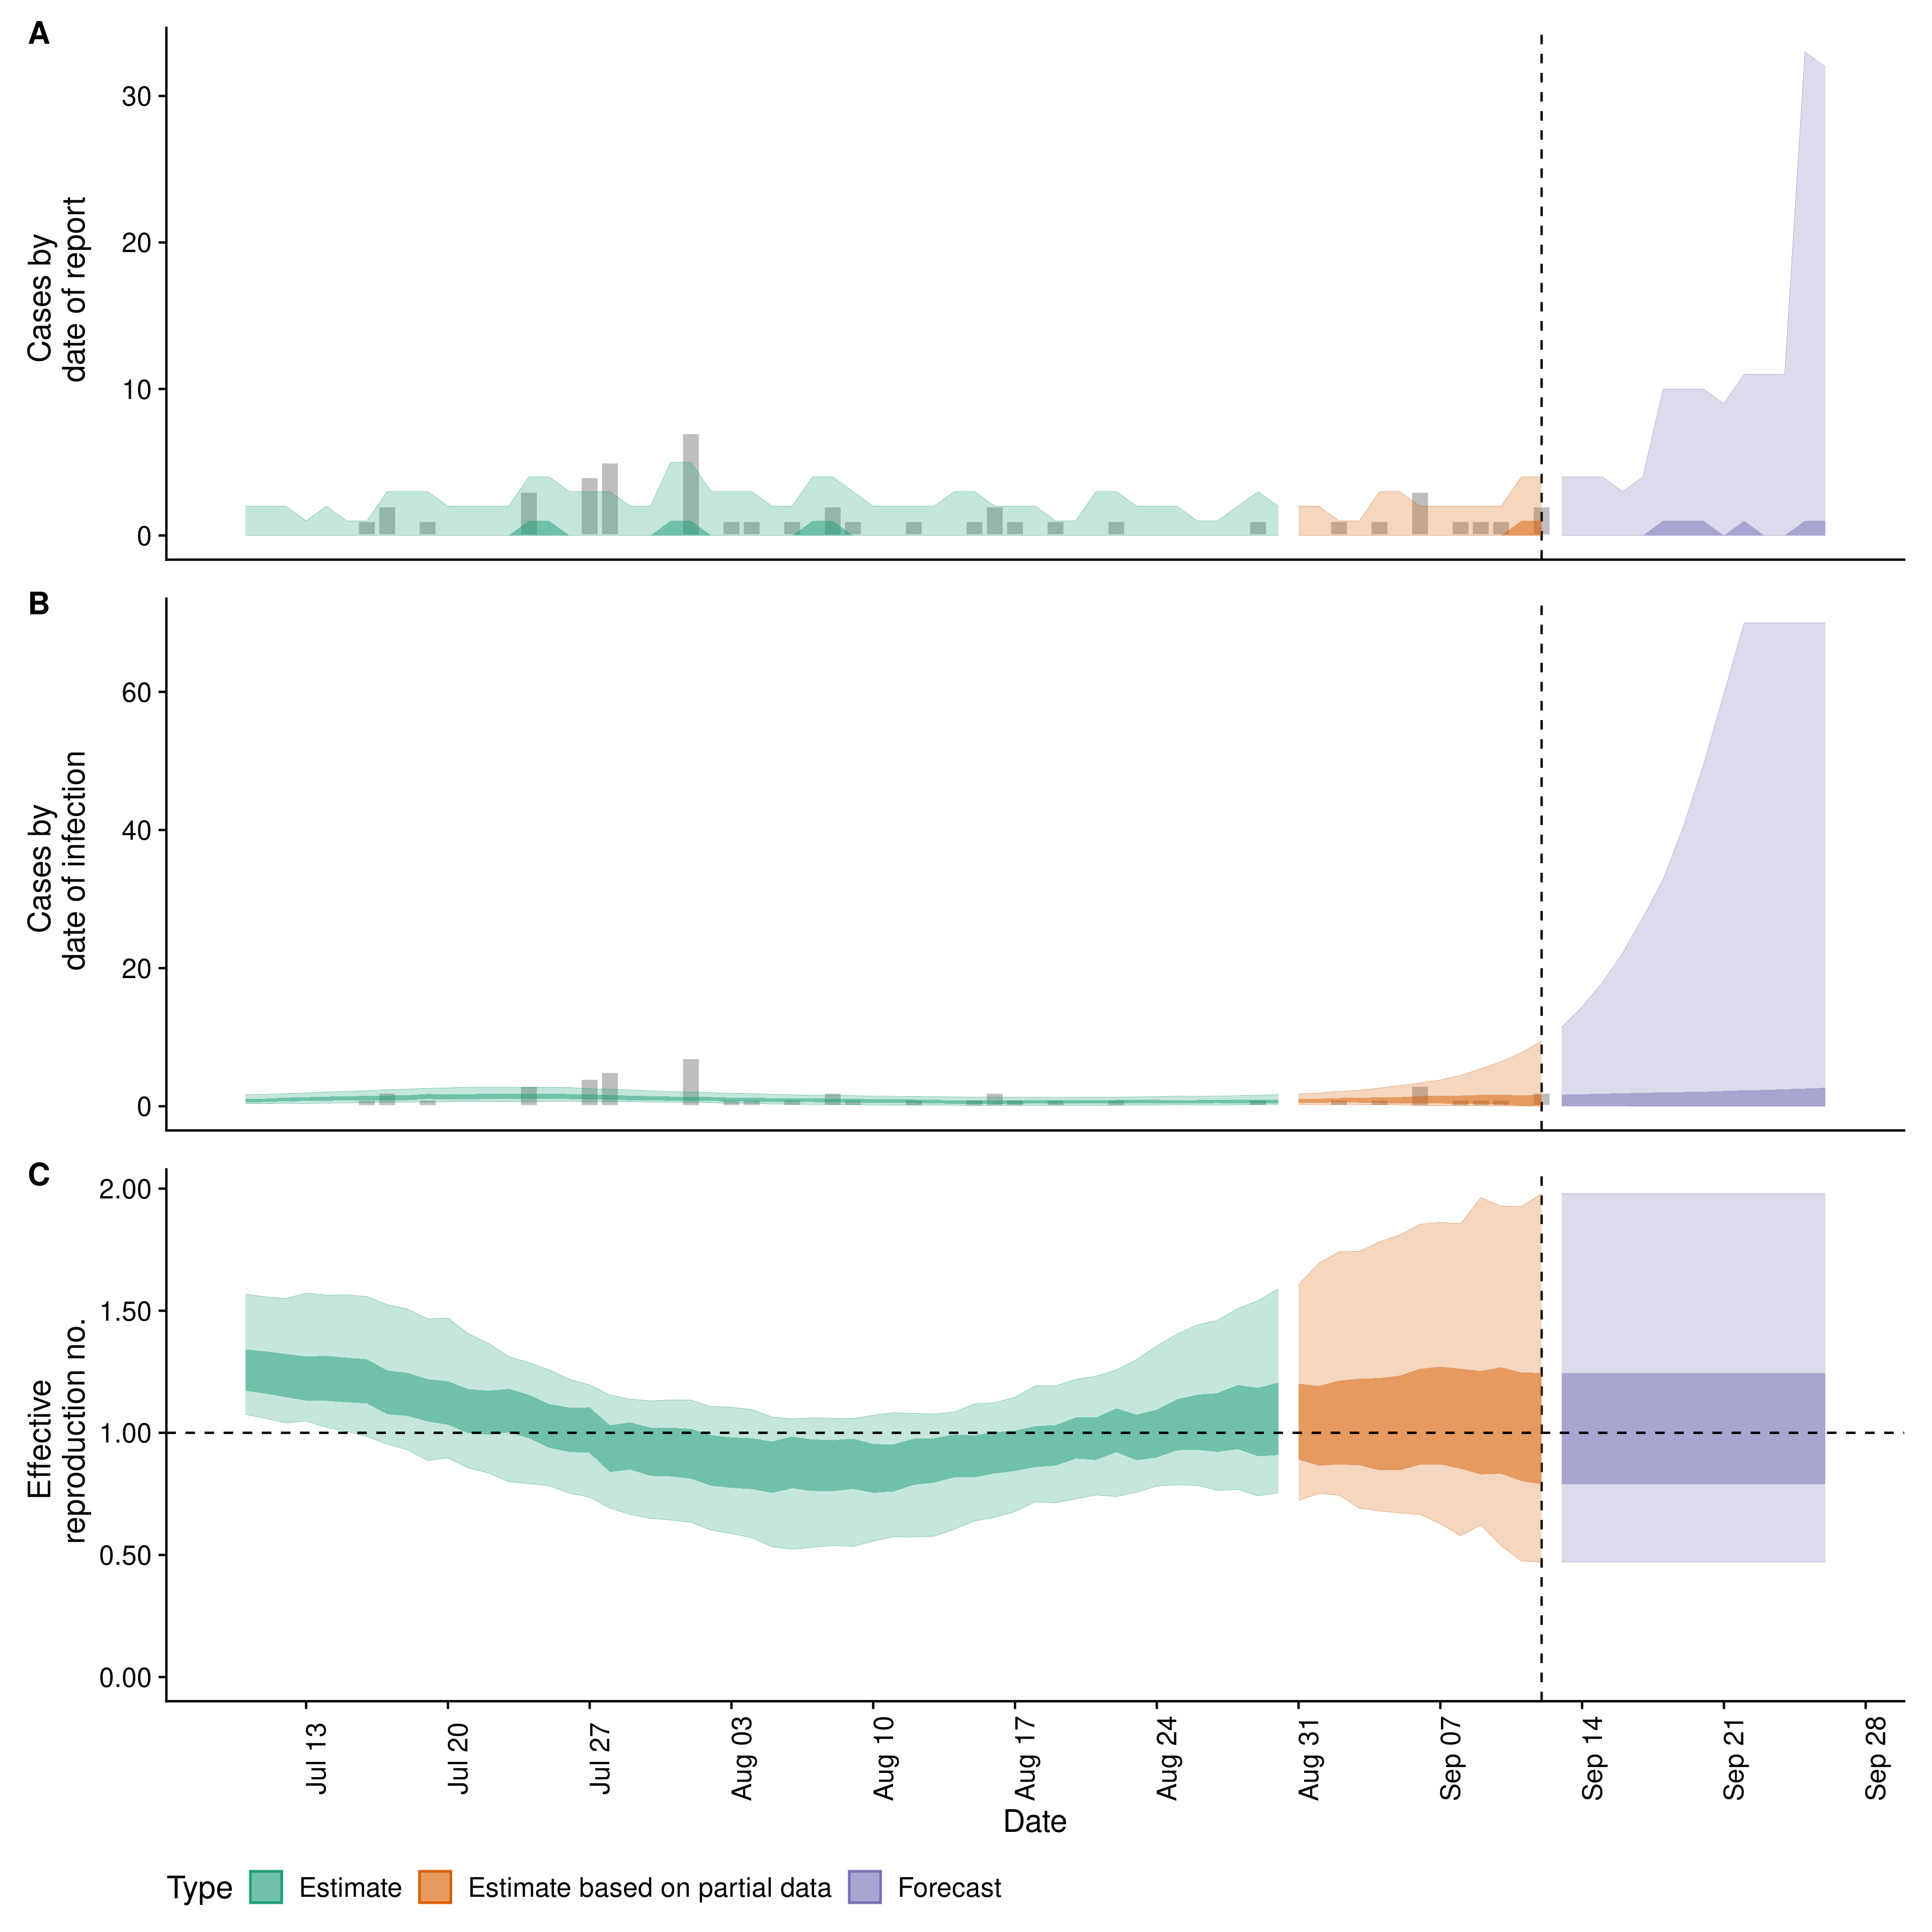 A
30
20
10
0
Cases by
date of report
B
60
40
20
0
Cases by
date of infection
C
2.00
1.50
1.00
0.50
0.00
Effective
reproduction no.
Jul 13
Jul 20
Jul 27
Aug 03
Aug 10
Aug 17
Aug 24
Aug 31
Sep 07
Sep 14
Sep 21
Sep 28
Date
Type Estimate Estimate based on partial data Forecast